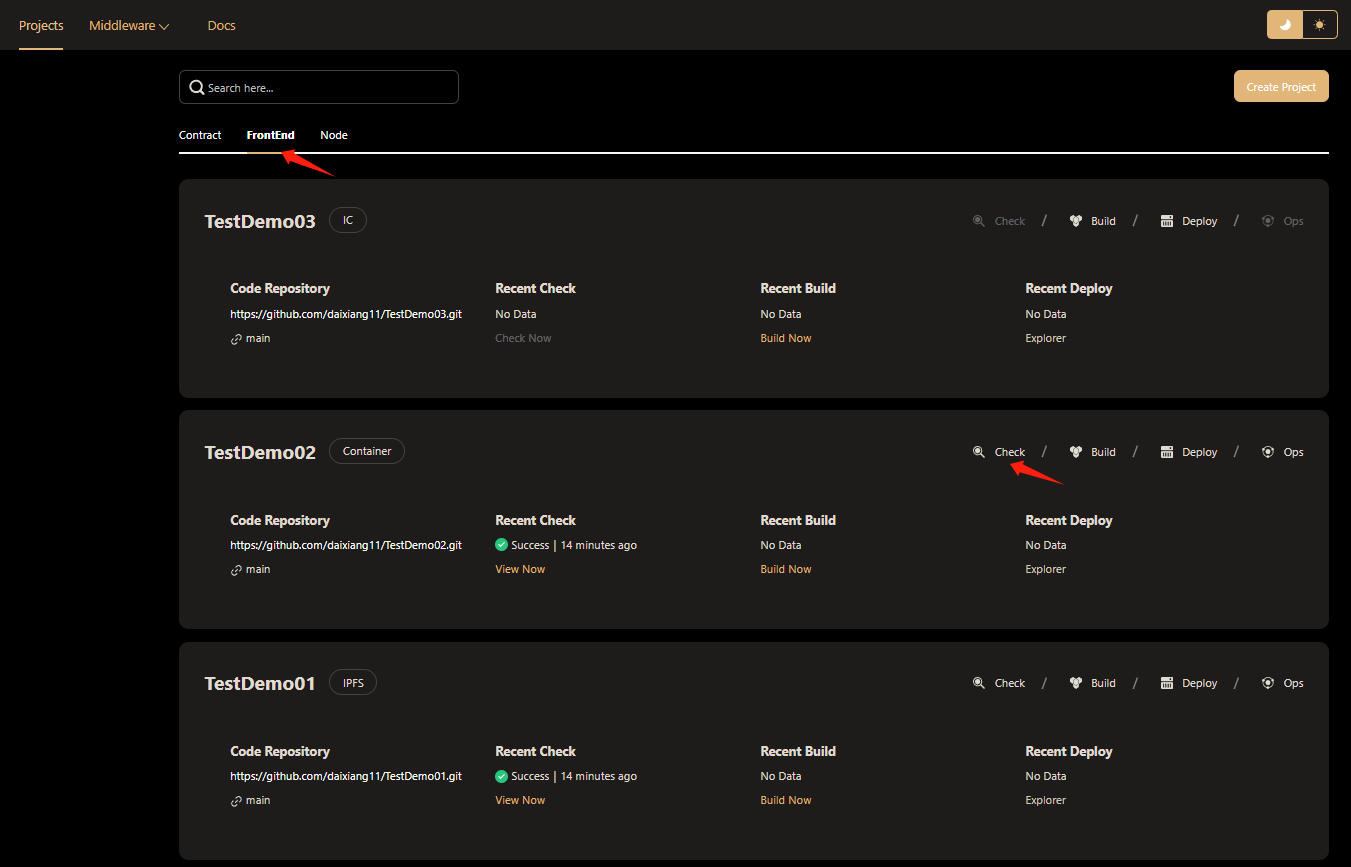 Projects Middleware Docs
Search here... Create Project
Contract FrontEnd Node
TestDemo03 IC Check / Build / Deploy / Ops
Code Repository Recent Check Recent Build Recent Deploy
https://github.com/daixiang11/TestDemo03.git No Data No Data No Data
main Check Now Build Now Explorer
TestDemo02 Container Check / Build / Deploy / Ops
Code Repository Recent Check Recent Build Recent Deploy
https://github.com/daixiang11/TestDemo02.git Success | 14 minutes ago No Data No Data
main View Now Build Now Explorer
TestDemo01 IPFS Check / Build / Deploy / Ops
Code Repository Recent Check Recent Build Recent Deploy
https://github.com/daixiang11/TestDemo01.git Success | 14 minutes ago No Data No Data
main View Now Build Now Explorer